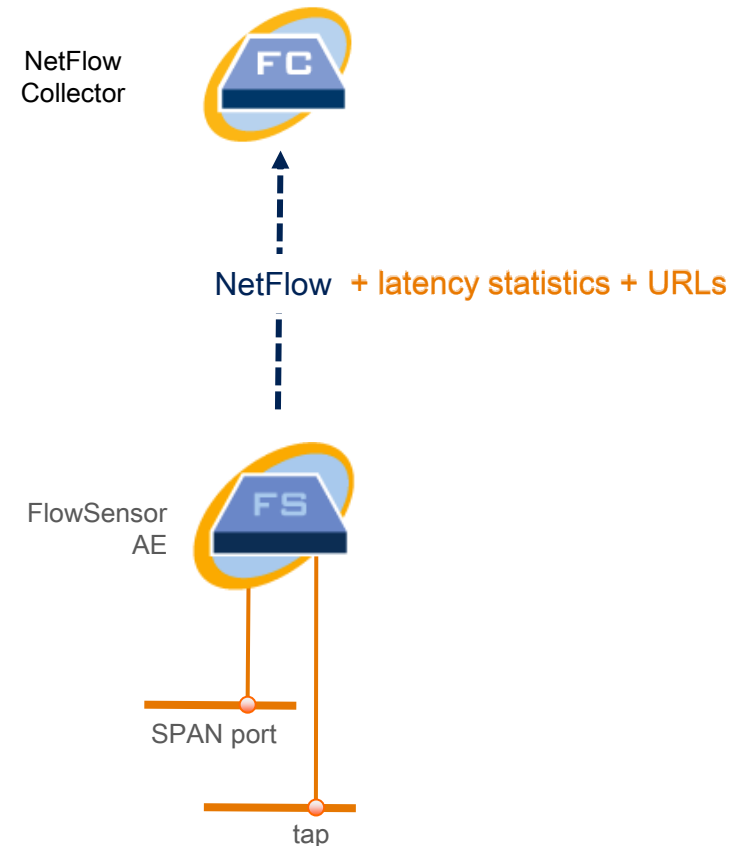 NetFlow
Collector
FC
NetFlow + latency statistics + URLs
FlowSensor
AE
FS
SPAN port
tap